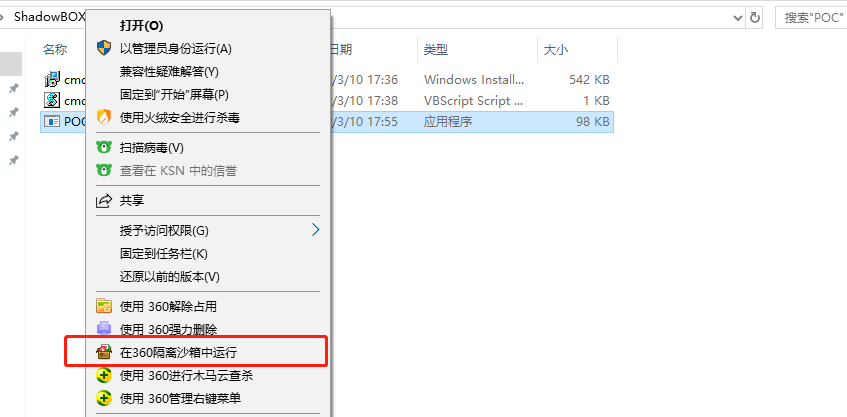 ShadowBOX
搜索"POC"
名称
日期
类型
大小
cmd
/3/10 17:36
Windows Install...
542 KB
cmd
/3/10 17:38
VBScript Script ...
1 KB
POC
/3/10 17:55
应用程序
98 KB
打开(O)
以管理员身份运行(A)
兼容性疑难解答(Y)
固定到"开始"屏幕(P)
使用火绒安全进行杀毒
扫描病毒(V)
查看在 KSN 中的信誉
共享
授予访问权限(G)
固定到任务栏(K)
还原以前的版本(V)
使用 360解除占用
使用 360强力删除
在360隔离沙箱中运行
使用 360进行木马云查杀
使用 360管理右键菜单